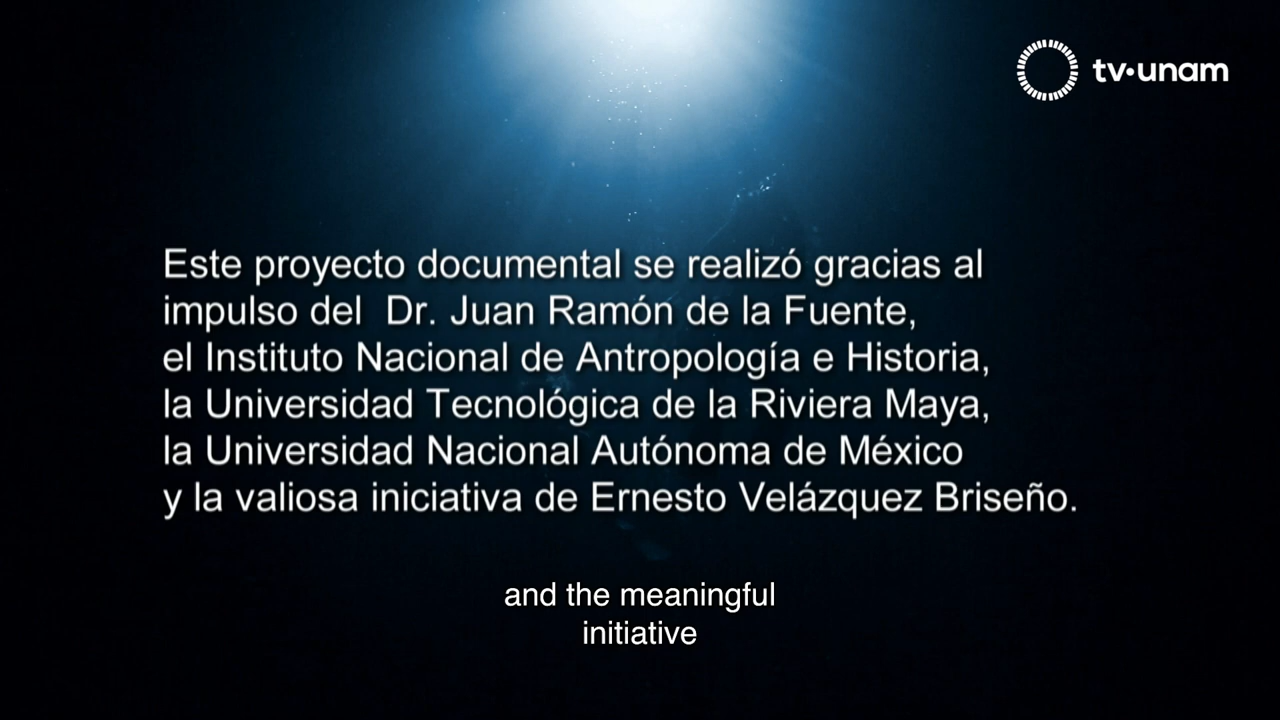 tv·unam
Este proyecto documental se realizó gracias al
impulso del  Dr. Juan Ramón de la Fuente,
el Instituto Nacional de Antropología e Historia,
la Universidad Tecnológica de la Riviera Maya,
la Universidad Nacional Autónoma de México
y la valiosa iniciativa de Ernesto Velázquez Briseño.
and the meaningful
initiative